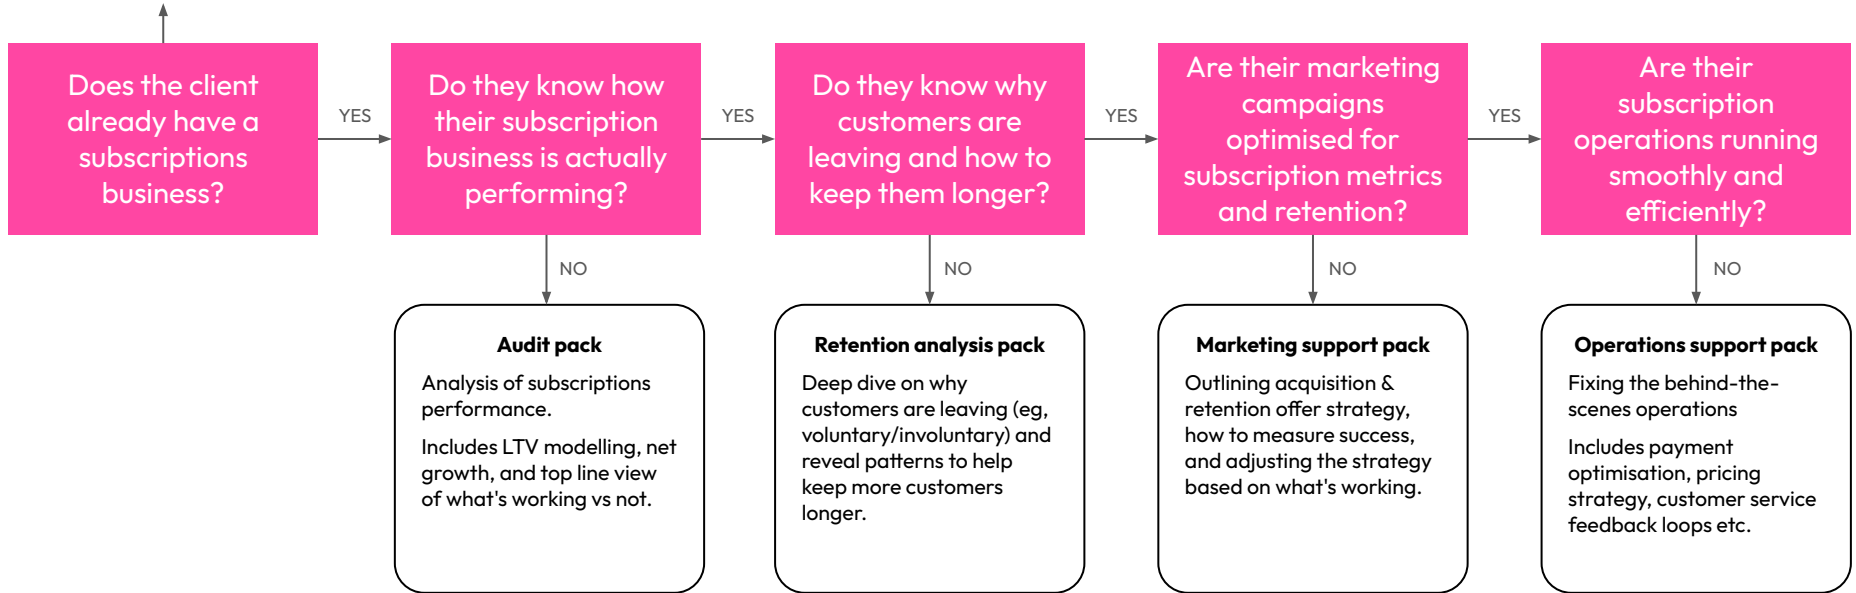 Does the client
already have a
subscriptions
business?
YES
Do they know how
their subscription
business is actually
performing?
YES
Do they know why
customers are
leaving and how to
keep them longer?
YES
Are their marketing
campaigns
optimised for
subscription metrics
and retention?
YES
Are their
subscription
operations running
smoothly and
efficiently?
NO
NO
NO
NO
Audit pack
Analysis of subscriptions
performance.
Includes LTV modelling, net
growth, and top line view
of what's working vs not.
Retention analysis pack
Deep dive on why
customers are leaving (eg,
voluntary/involuntary) and
reveal patterns to help
keep more customers
longer.
Marketing support pack
Outlining acquisition &
retention offer strategy,
how to measure success,
and adjusting the strategy
based on what's working.
Operations support pack
Fixing the behind-the-
scenes operations
Includes payment
optimisation, pricing
strategy, customer service
feedback loops etc.